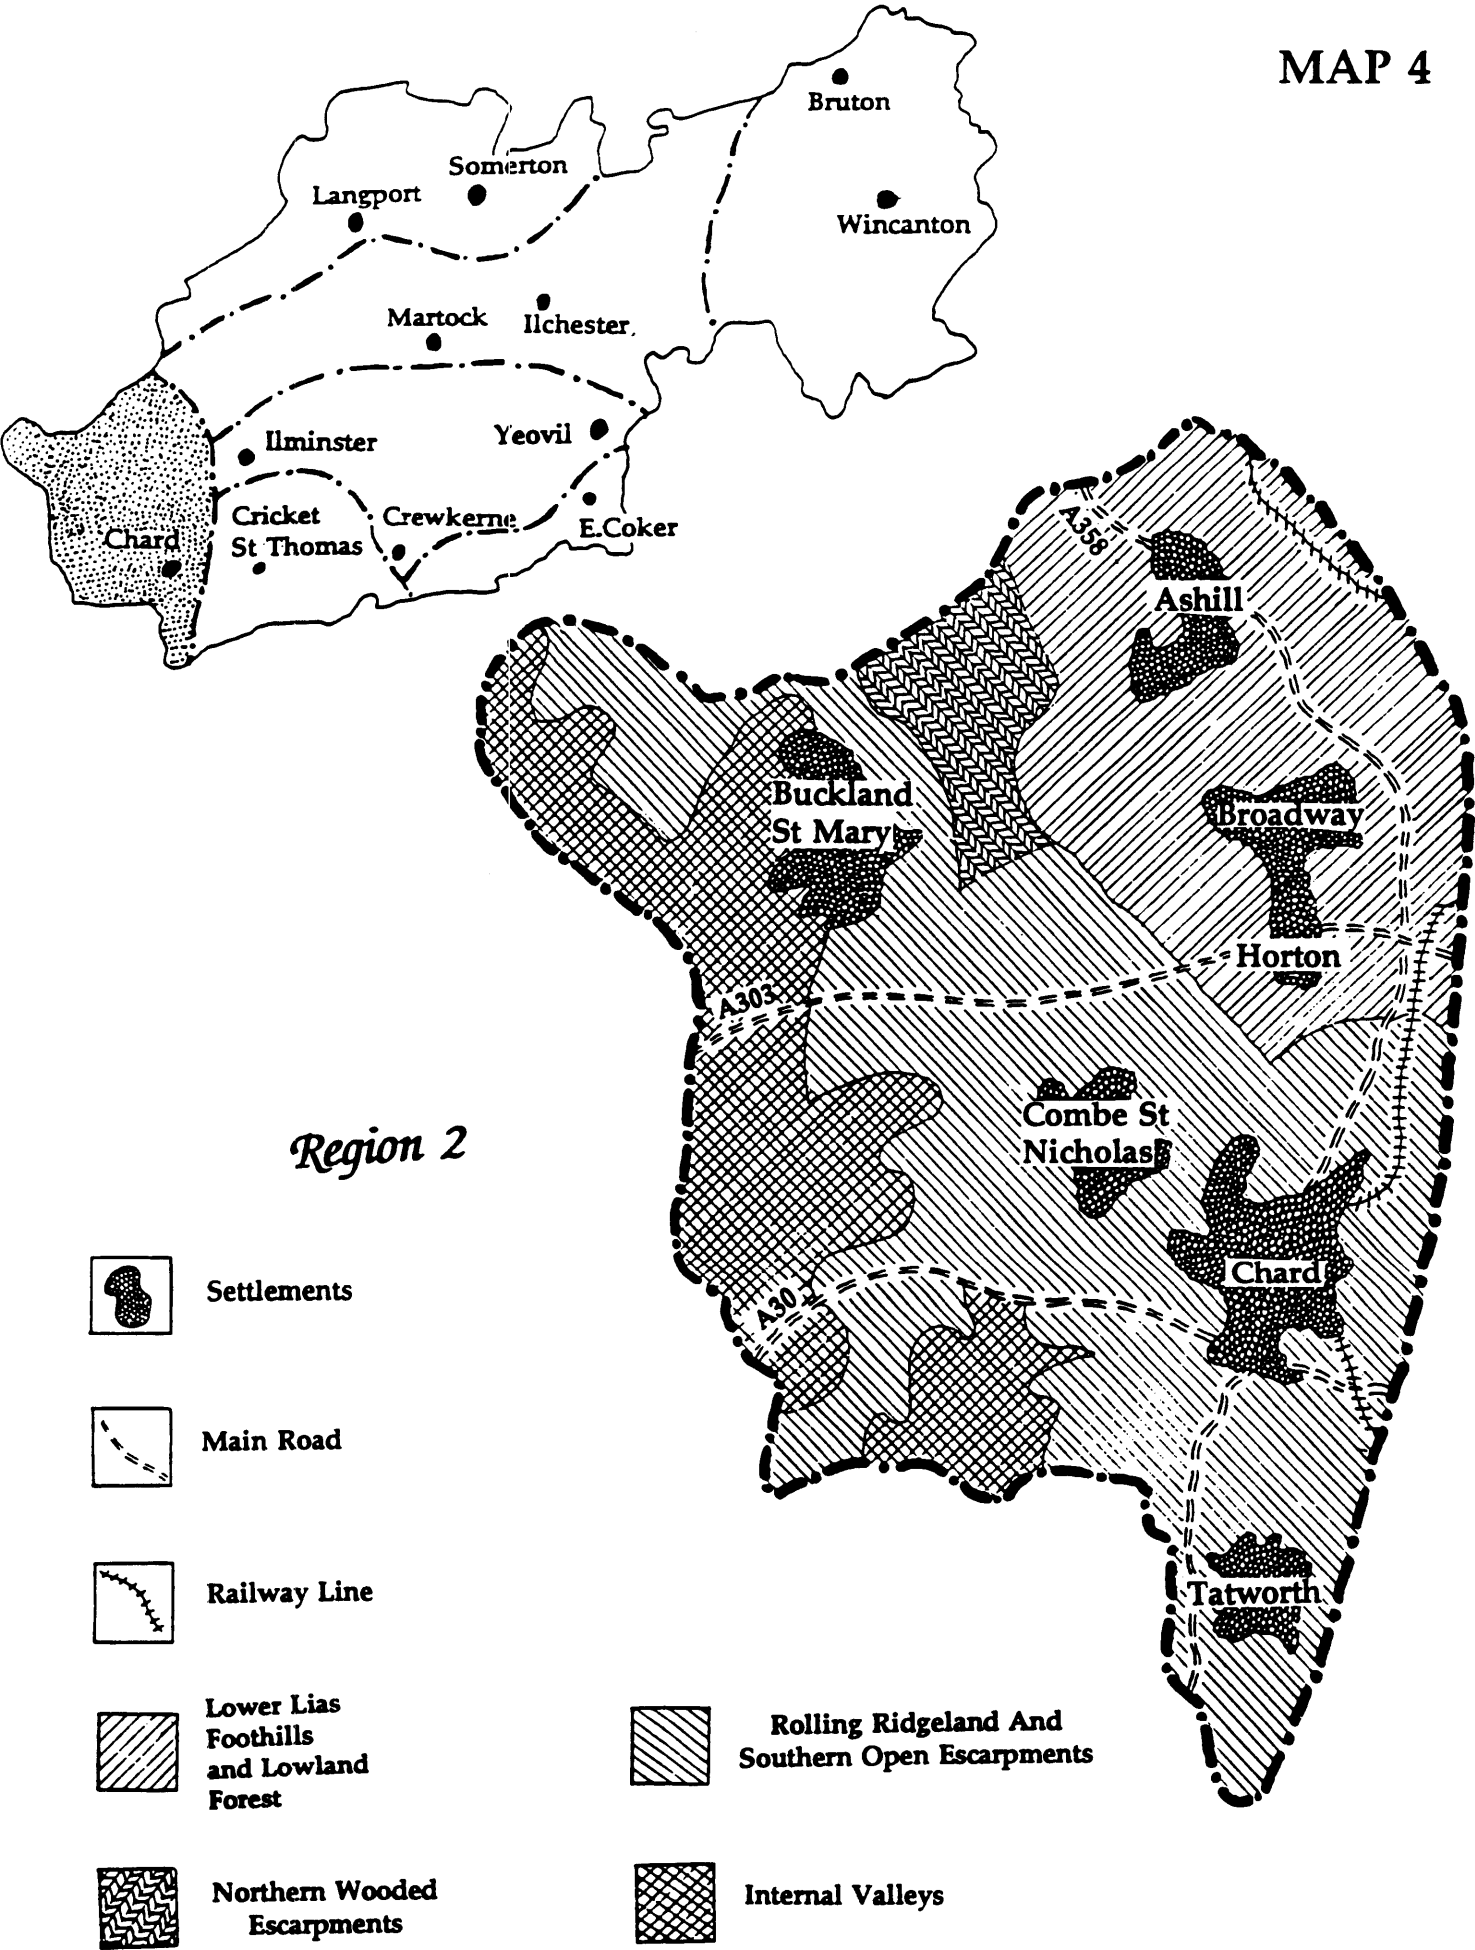 MAP 4
Bruton
Somerton
Langport
Wincanton
Martock
Ilchester
Ilminster
Yeovil
Cricket
St Thomas
Crewkerne
E.Coker
Chard
A358
Ashill
Buckland
St Mary
Broadway
Horton
A303
Combe St
Nicholas
Region 2
Chard
A30
Settlements
Main Road
Tatworth
Railway Line
Lower Lias
Foothills
and Lowland
Forest
Rolling Ridgeland And
Southern Open Escarpments
Northern Wooded
Escarpments
Internal Valleys